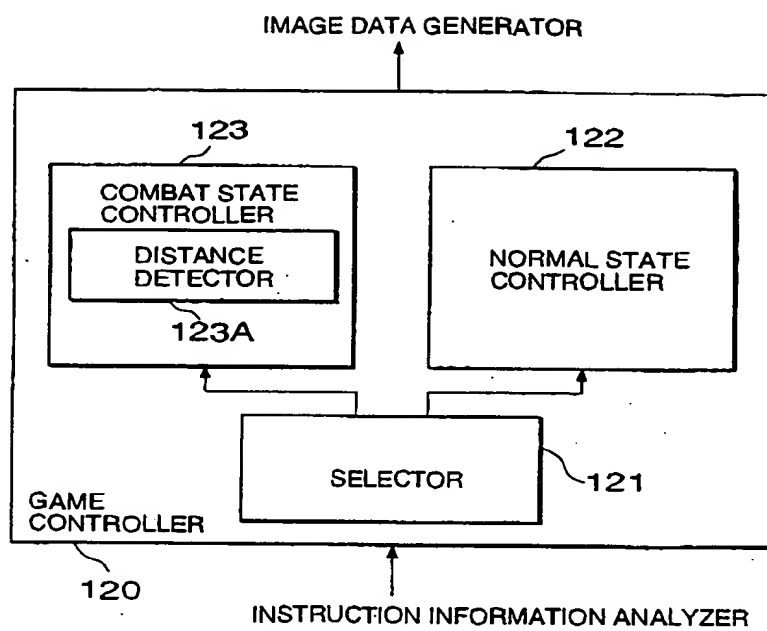 IMAGE DATA GENERATOR
123
122
COMBAT STATE
CONTROLLER
DISTANCE
DETECTOR
123A
NORMAL STATE
CONTROLLER
SELECTOR
121
GAME
CONTROLLER
120
INSTRUCTION INFORMATION ANALYZER